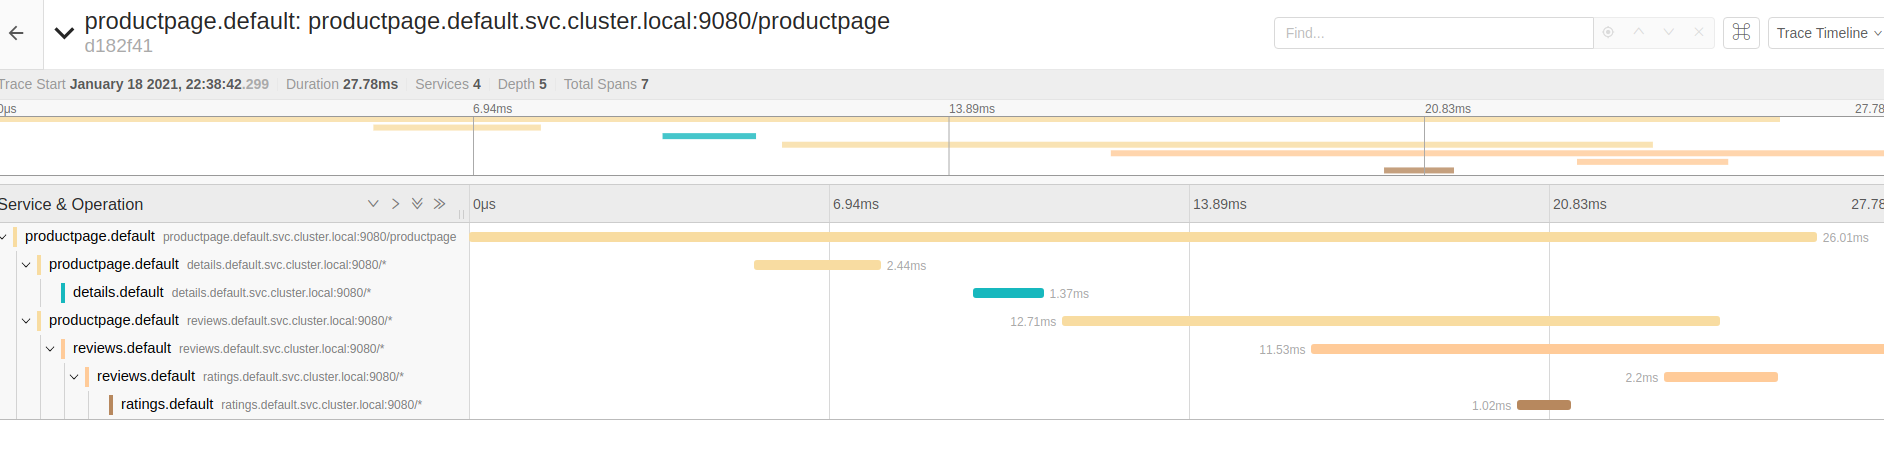 productpage.default: productpage.default.svc.cluster.local:9080/productpage
d182f41
Find...
Trace Timeline
Trace Start January 18 2021, 22:38:42.299 Duration 27.78ms Services 4 Depth 5 Total Spans 7
0μs 6.94ms 13.89ms 20.83ms 27.78
Service & Operation 0μs 6.94ms 13.89ms 20.83ms 27.78
productpage.default productpage.default.svc.cluster.local:9080/productpage 26.01ms
productpage.default details.default.svc.cluster.local:9080/* 2.44ms
details.default details.default.svc.cluster.local:9080/* 1.37ms
productpage.default reviews.default.svc.cluster.local:9080/* 12.71ms
reviews.default reviews.default.svc.cluster.local:9080/* 11.53ms
reviews.default ratings.default.svc.cluster.local:9080/* 2.2ms
ratings.default ratings.default.svc.cluster.local:9080/* 1.02ms